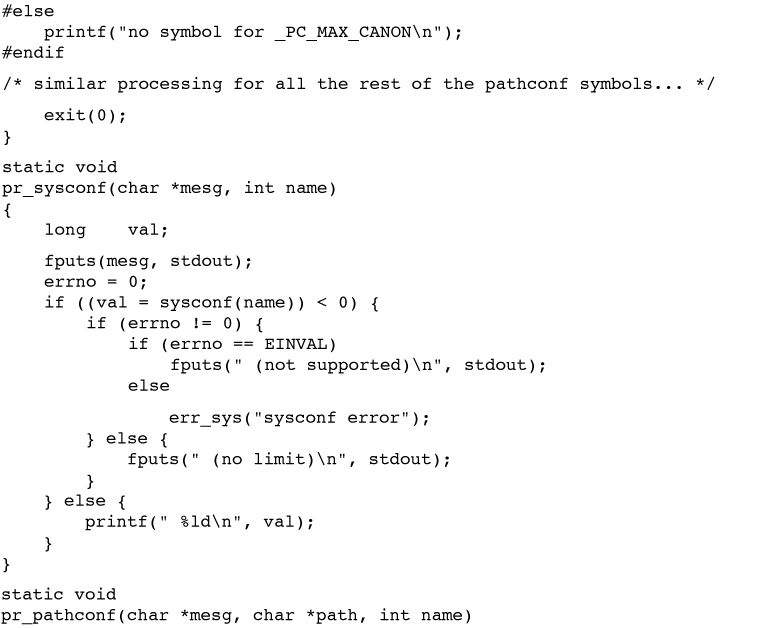 #else
    printf("no symbol for _PC_MAX_CANON\n");
#endif
/* similar processing for all the rest of the pathconf symbols... */
    exit(0);
}
static void
pr_sysconf(char *mesg, int name)
{
    long    val;
    fputs(mesg, stdout);
    errno = 0;
    if ((val = sysconf(name)) < 0) {
        if (errno != 0) {
            if (errno == EINVAL)
                fputs(" (not supported)\n", stdout);
            else
                err_sys("sysconf error");
        } else {
            fputs(" (no limit)\n", stdout);
        }
    } else {
        printf(" %ld\n", val);
    }
}
static void
pr_pathconf(char *mesg, char *path, int name)